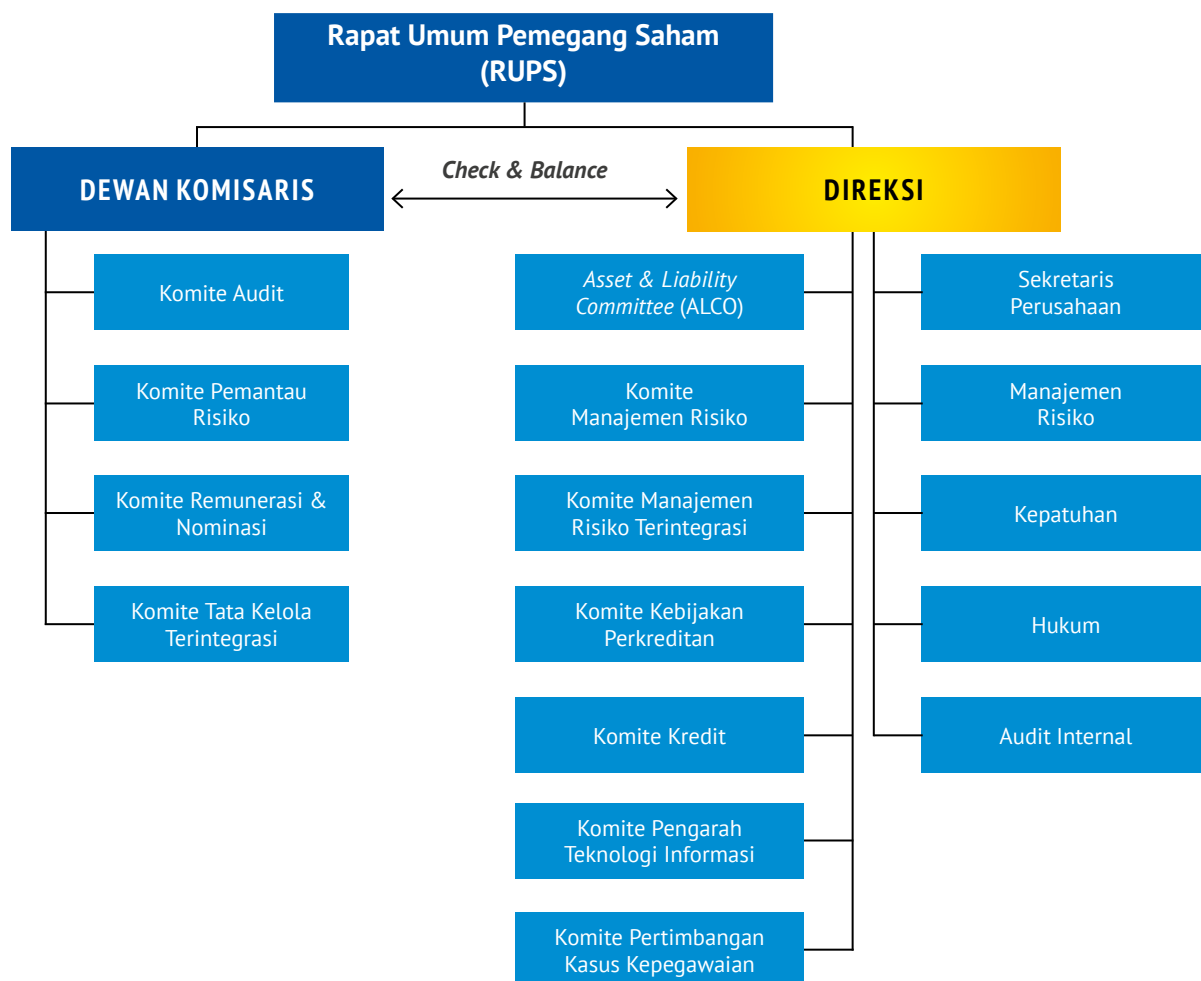 Rapat Umum Pemegang Saham
(RUPS)
DEWAN KOMISARIS
Check & Balance
DIREKSI
Komite Audit
Komite Pemantau
Risiko
Komite Remunerasi &
Nominasi
Komite Tata Kelola
Terintegrasi
Asset & Liability
Committee (ALCO)
Komite
Manajemen Risiko
Komite Manajemen
Risiko Terintegrasi
Komite Kebijakan
Perkreditan
Komite Kredit
Komite Pengarah
Teknologi Informasi
Komite Pertimbangan
Kasus Kepegawaian
Sekretaris
Perusahaan
Manajemen
Risiko
Kepatuhan
Hukum
Audit Internal